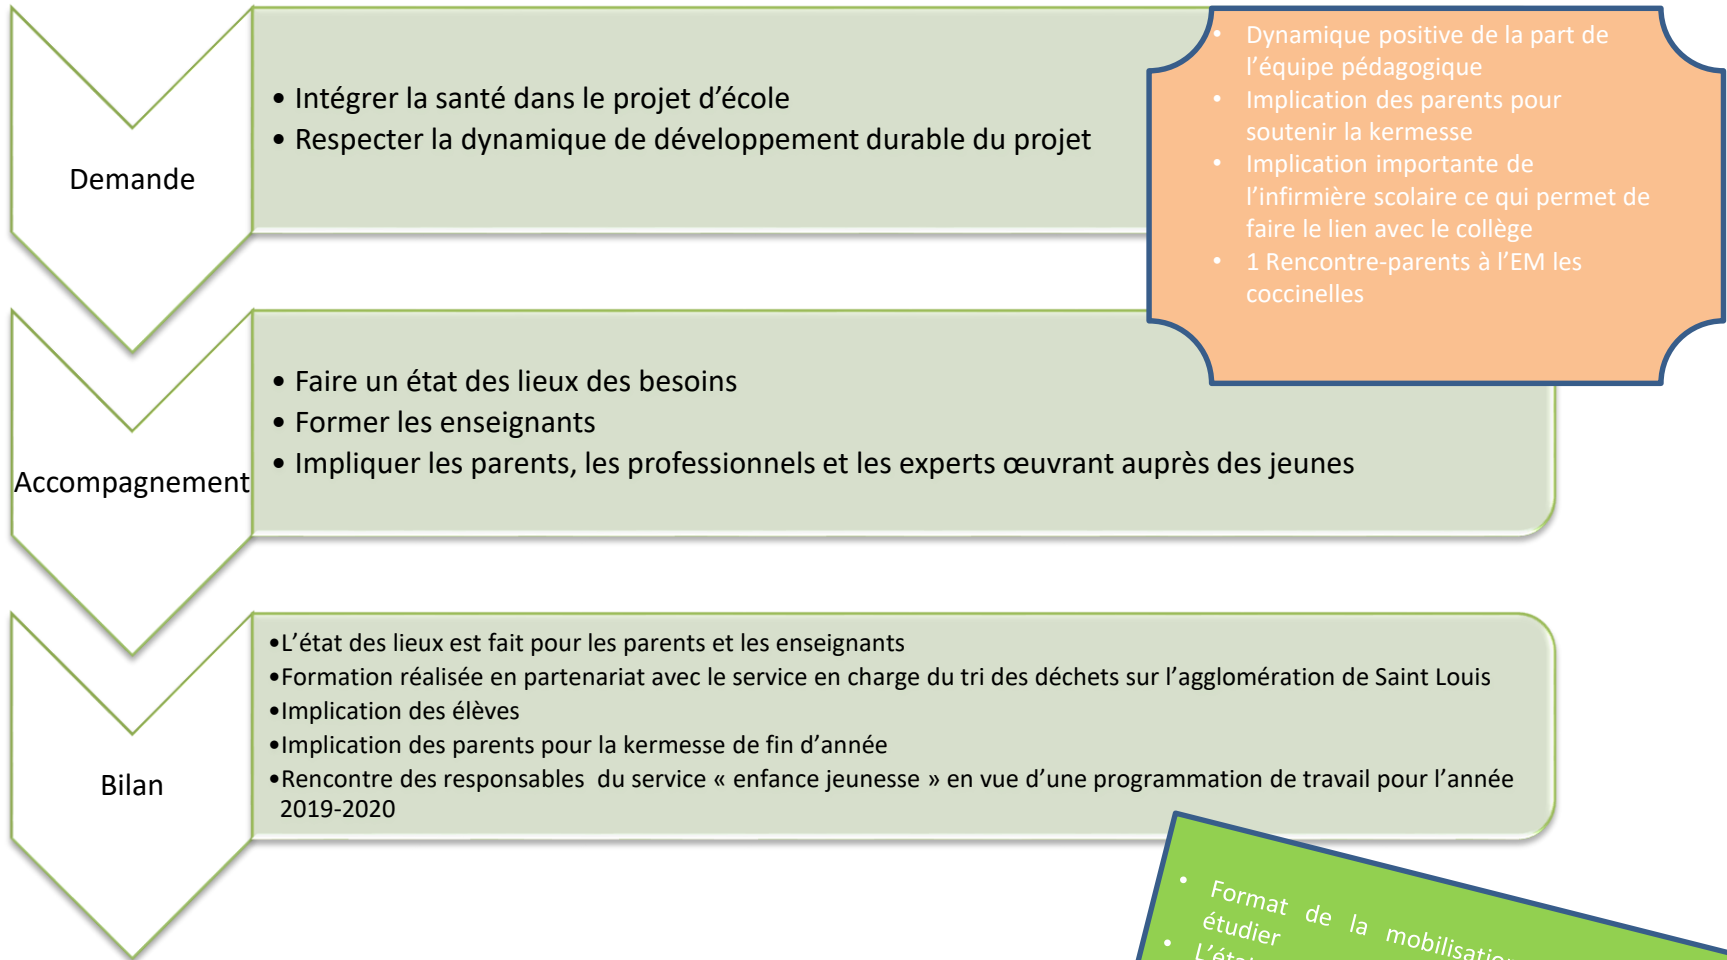 Demande
• Intégrer la santé dans le projet d’école
• Respecter la dynamique de développement durable du projet
• Dynamique positive de la part de
l’équipe pédagogique
• Implication des parents pour
soutenir la kermesse
• Implication importante de
l’infirmière scolaire ce qui permet de
faire le lien avec le collège
• 1 Rencontre-parents à l’EM les
coccinelles
Accompagnement
• Faire un état des lieux des besoins
• Former les enseignants
• Impliquer les parents, les professionnels et les experts œuvrant auprès des jeunes
Bilan
•L’état des lieux est fait pour les parents et les enseignants
•Formation réalisée en partenariat avec le service en charge du tri des déchets sur l’agglomération de Saint Louis
•Implication des élèves
•Implication des parents pour la kermesse de fin d’année
•Rencontre des responsables du service « enfance jeunesse » en vue d’une programmation de travail pour l’année
2019-2020
• Format de la mobilisation
étudier
•